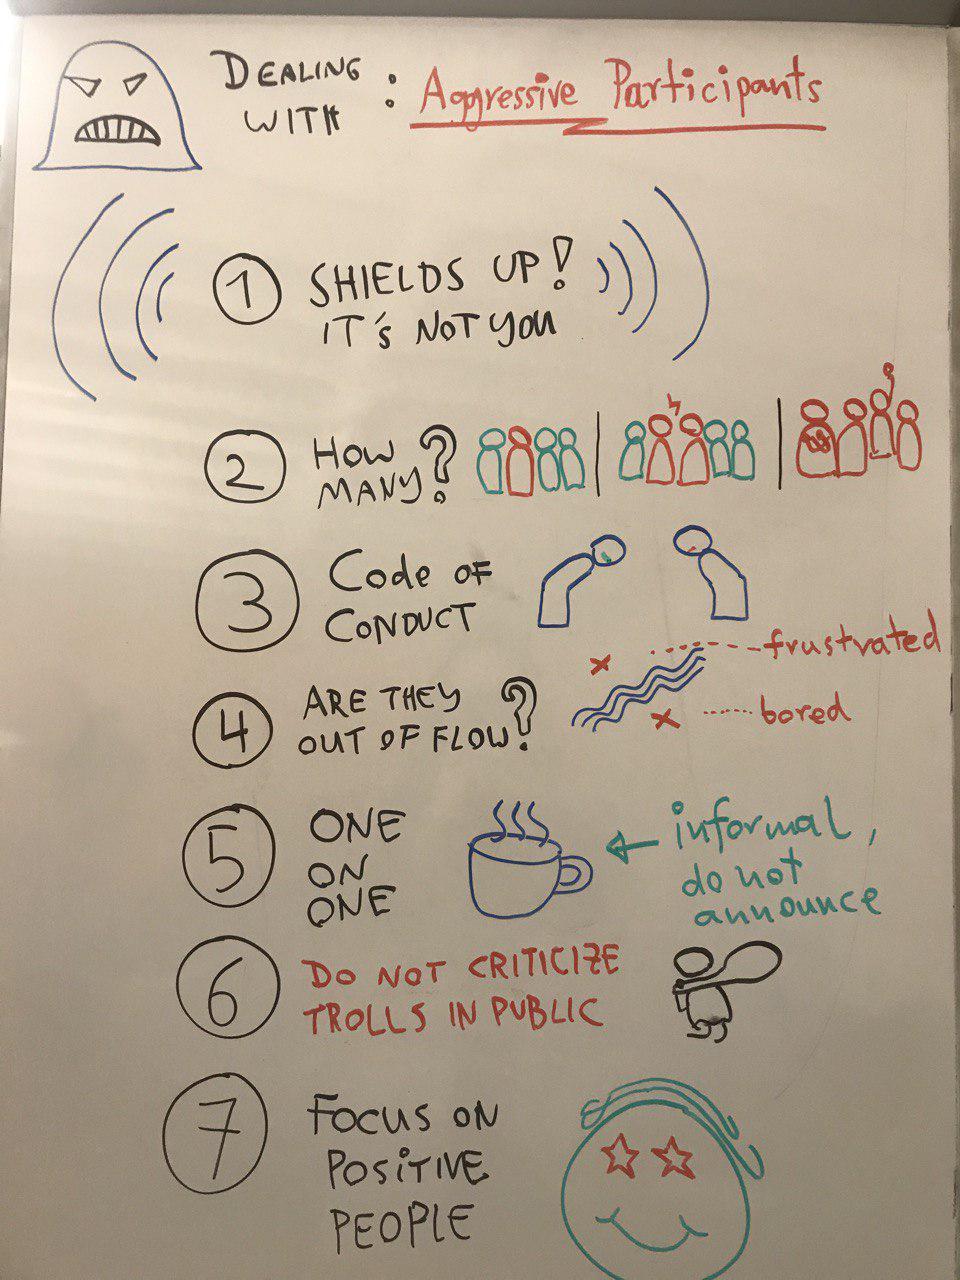 DEALING
WITH : Aggressive Participants
1 SHIELDS UP!
IT'S NOT YOU
2 HOW
MANY?
3 Code OF
CONDUCT
frustrated
4 ARE THEY
OUT OF FLOW?
bored
5 ONE
ON
ONE
informal,
do not
announce
6 DO NOT CRITICIZE
TROLLS IN PUBLIC
7 FOCUS ON
POSITIVE
PEOPLE